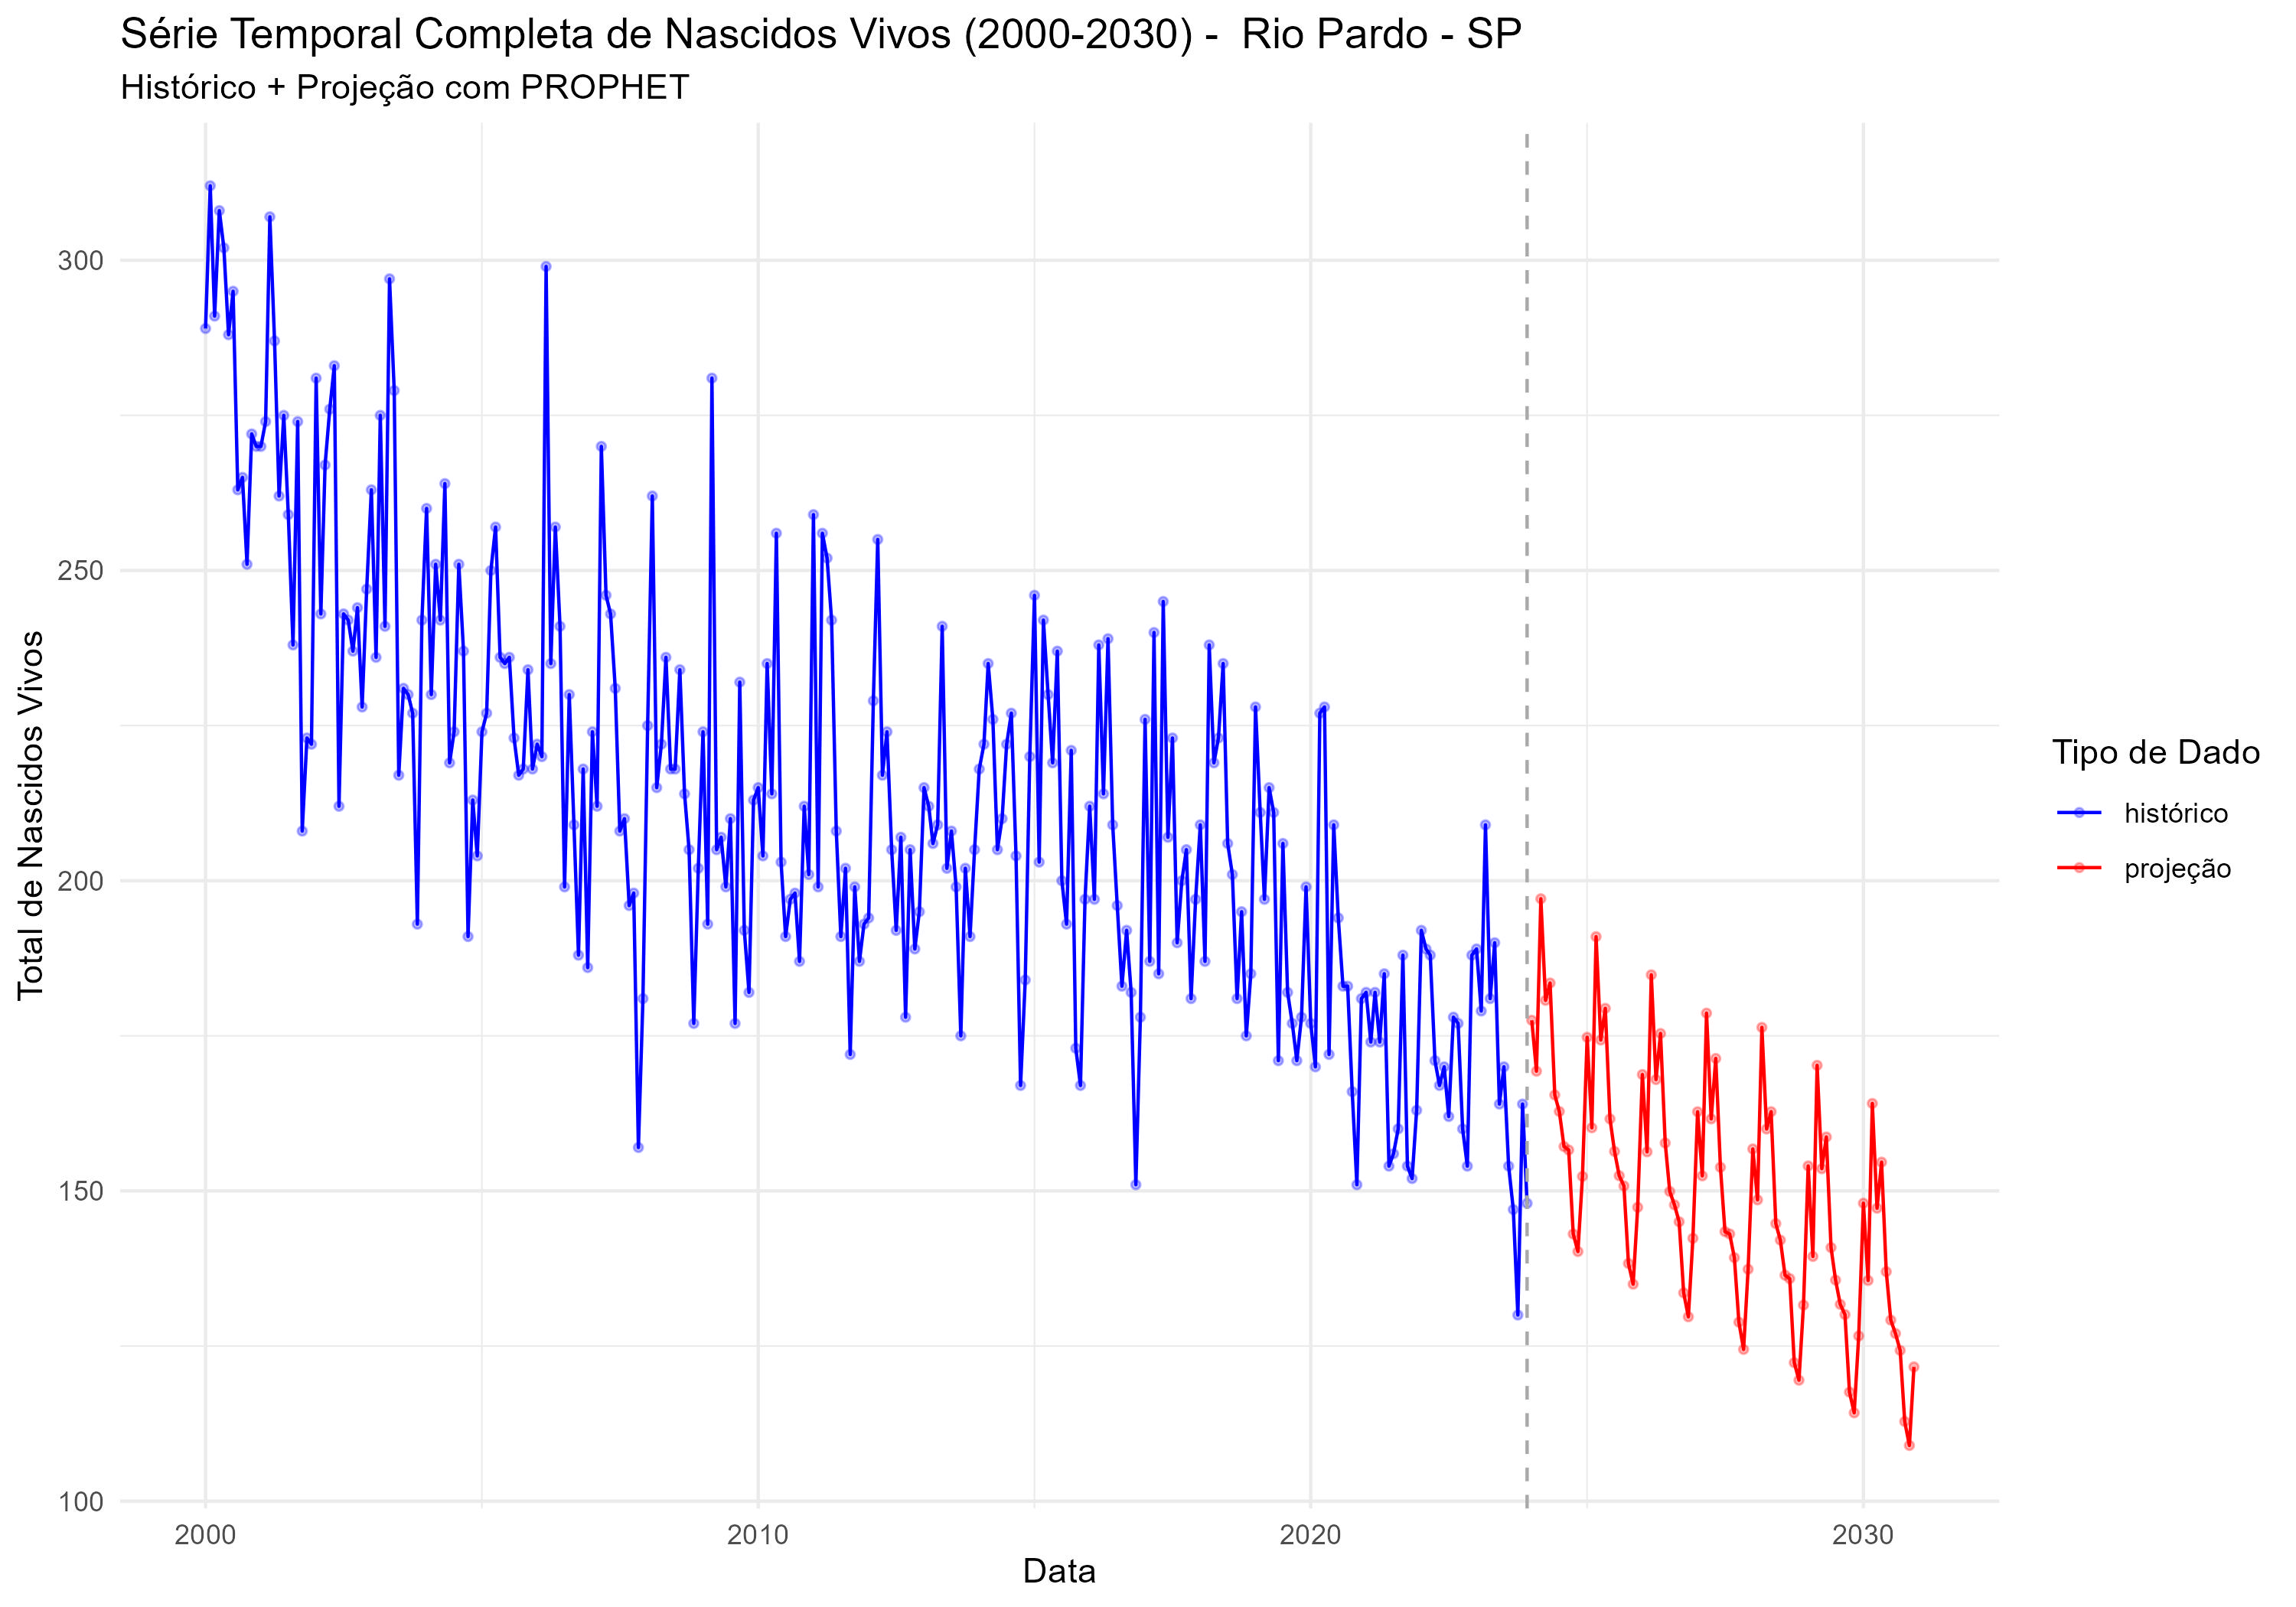 Série Temporal Completa de Nascidos Vivos (2000-2030) -  Rio Pardo - SP
Histórico + Projeção com PROPHET
Total de Nascidos Vivos
300
250
200
150
100
2000
2010
2020
2030
Data
Tipo de Dado
histórico
projeção